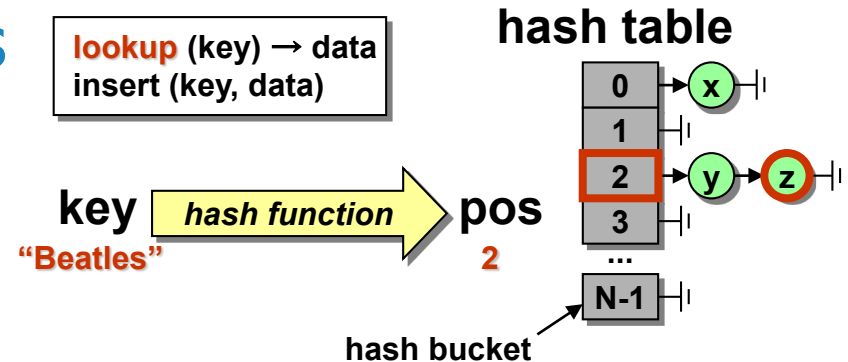 s
lookup (key) → data
insert (key, data)
hash table
0 x
1
2 y z
3
...
N-1
key hash function pos
“Beatles” 2
hash bucket